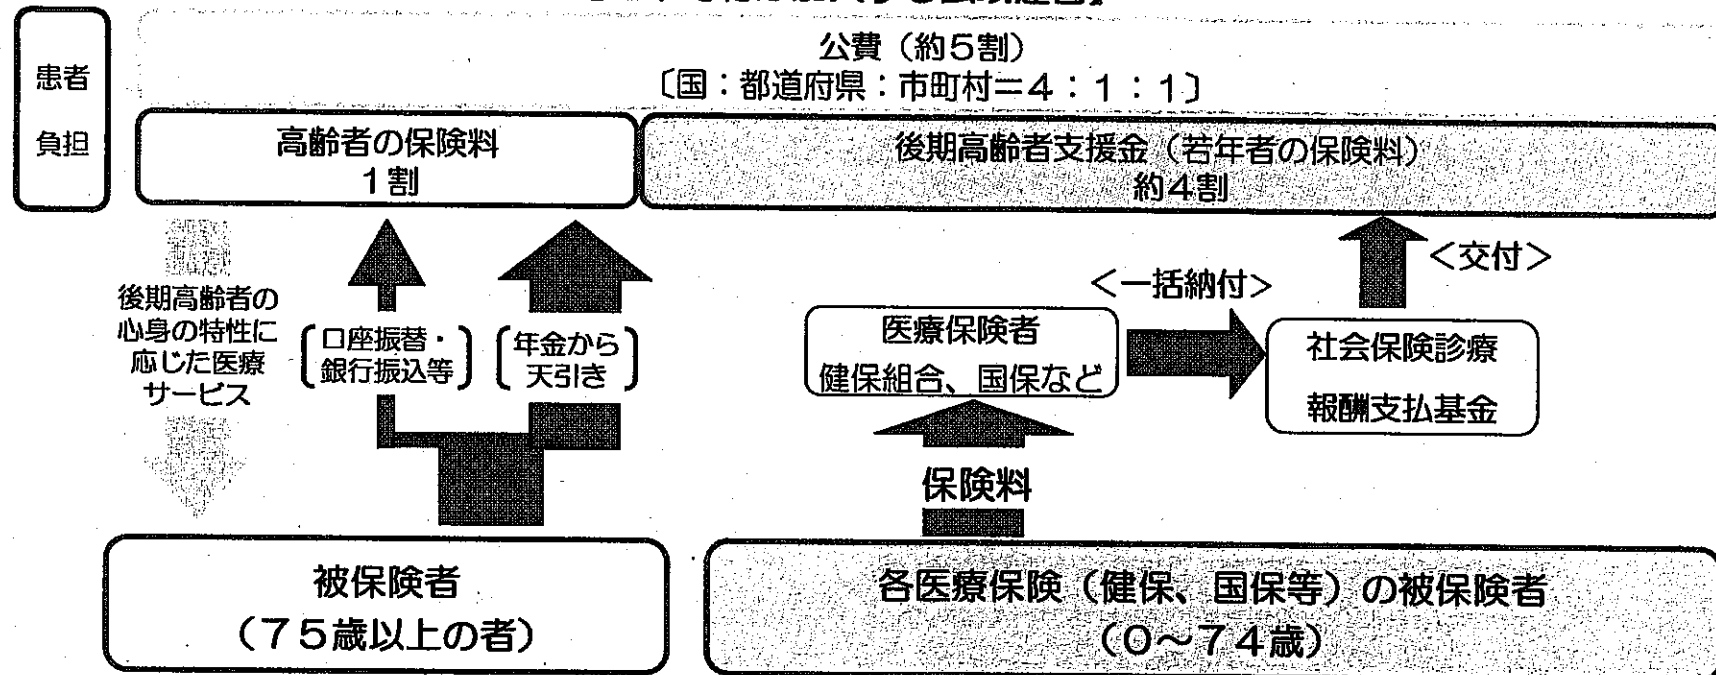 患者
負担
公費（約５割）
〔国：都道府県：市町村＝４：１：１〕
高齢者の保険料
１割
後期高齢者支援金（若年者の保険料）
約４割
後期高齢者の
心身の特性に
応じた医療
サービス
口座振替・
銀行振込等
年金から
天引き
医療保険者
健保組合、国保など
＜一括納付＞
＜交付＞
社会保険診療
報酬支払基金
保険料
被保険者
（７５歳以上の者）
各医療保険（健保、国保等）の被保険者
（０～７４歳）